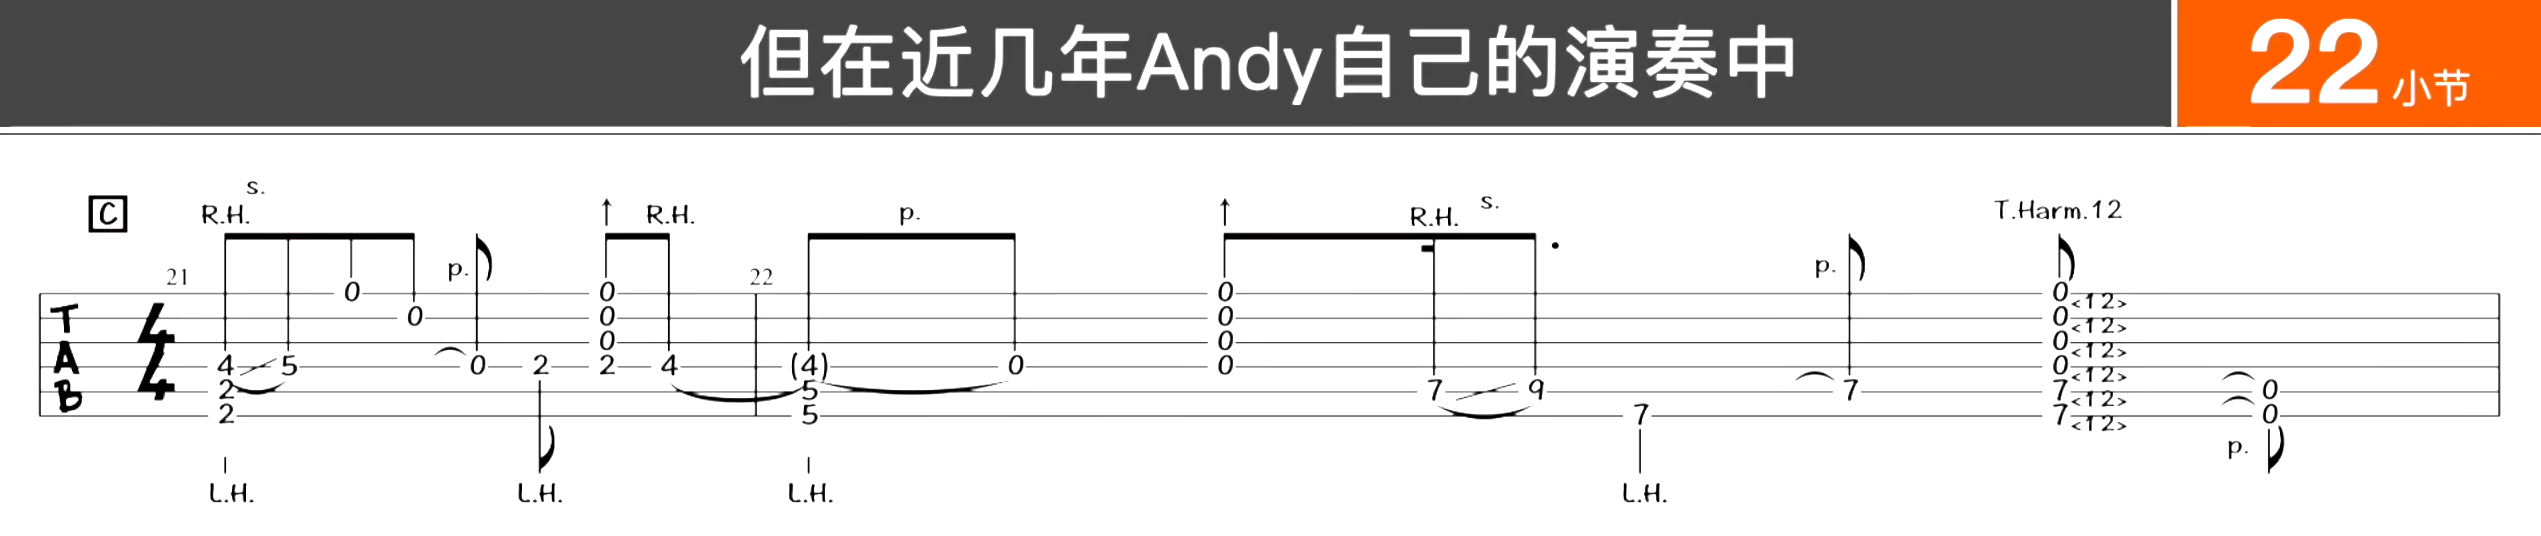 但在近几年Andy自己的演奏中
22小节
s. s.
C R.H. R.H. p. R.H. T.Harm.12
21 p. 22 p.
0 0 0 0<12>
T 0 0 0 0<12>
4 0 0 0<12>
A 4 5 0 2 2 4 (4) 0 0 0<12>
4 2 5 7 9 7 7<12> 0
B 2 5 7 7<12> 0
p.
L.H. L.H. L.H. L.H.